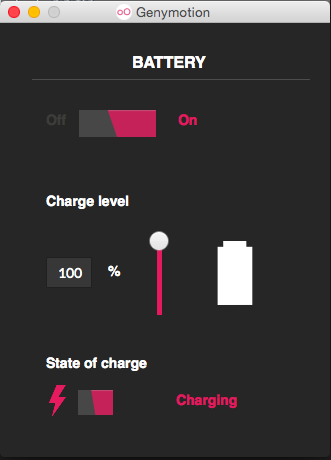 Genymotion
BATTERY
Off On
Charge level
100 %
State of charge
Charging